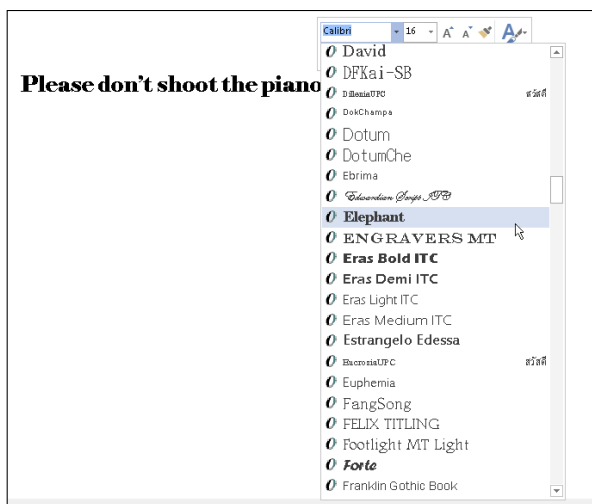 Calibri 16 A A A
David
Please don't shoot the piano
DFKai-SB
DilleniaUPC สวัสดี
DokChampa
Dotum
DotumChe
Ebrima
Edwardian Script ITC
Elephant
ENGRAVERS MT
Eras Bold ITC
Eras Demi ITC
Eras Light ITC
Eras Medium ITC
Estrangelo Edessa
EucrosiaUPC สวัสดี
Euphemia
FangSong
FELIX TITLING
Footlight MT Light
Forte
Franklin Gothic Book